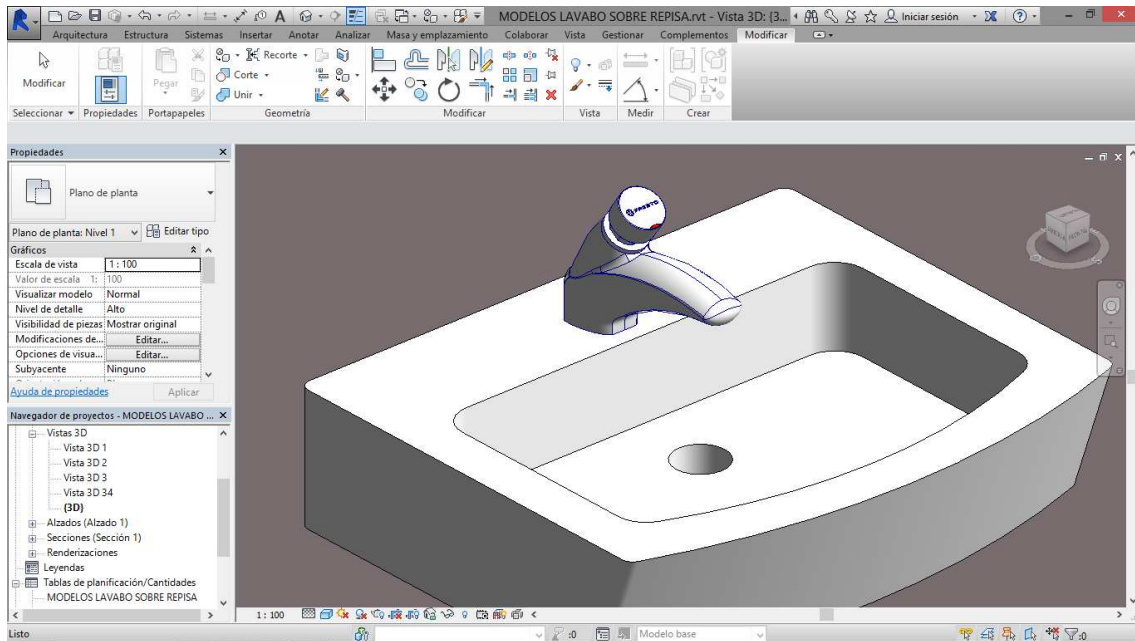 MODELOS LAVABO SOBRE REPISA.rvt - Vista 3D: {3...
Iniciar sesión
Arquitectura Estructura Sistemas Insertar Anotar Analizar Masa y emplazamiento Colaborar Vista Gestionar Complementos Modificar
Modificar
Pegar
Recorte
Corte
Unir
Seleccionar Propiedades Portapapeles Geometría Modificar Vista Medir Crear
Propiedades
Plano de planta
Plano de planta: Nivel 1 Editar tipo
Gráficos
Escala de vista 1 : 100
Valor de escala 1: 100
Visualizar modelo Normal
Nivel de detalle Alto
Visibilidad de piezas Mostrar original
Modificaciones de... Editar...
Opciones de visua... Editar...
Subyacente Ninguno
Ayuda de propiedades Aplicar
Navegador de proyectos - MODELOS LAVABO ...
Vistas 3D
Vista 3D 1
Vista 3D 2
Vista 3D 3
Vista 3D 34
{3D}
Alzados (Alzado 1)
Secciones (Sección 1)
Renderizaciones
Leyendas
Tablas de planificación/Cantidades
MODELOS LAVABO SOBRE REPISA
PRESTO
1 : 100
Listo
:0
Modelo base
:0